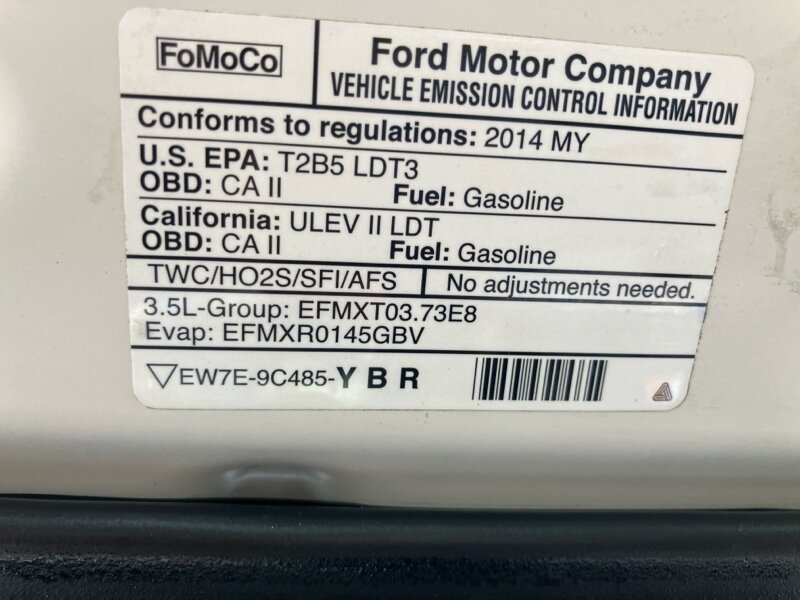 FoMoCo
Ford Motor Company
VEHICLE EMISSION CONTROL INFORMATION
Conforms to regulations: 2014 MY
U.S. EPA: T2B5 LDT3
OBD: CA II Fuel: Gasoline
California: ULEV II LDT
OBD: CA II Fuel: Gasoline
TWC/HO2S/SFI/AFS No adjustments needed.
3.5L-Group: EFMXT03.73E8
Evap: EFMXR0145GBV
EW7E-9C485-Y B R